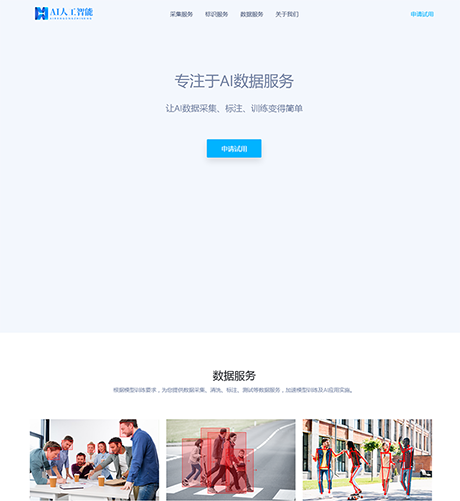 AI人工智能
采集服务 标识服务 数据服务 关于我们
申请试用
专注于AI数据服务
让AI数据采集、标注、训练变得简单
申请试用
数据服务
根据模型训练要求，为您提供数据采集、清洗、标注、测试等数据服务，加速模型训练及AI应用实施。